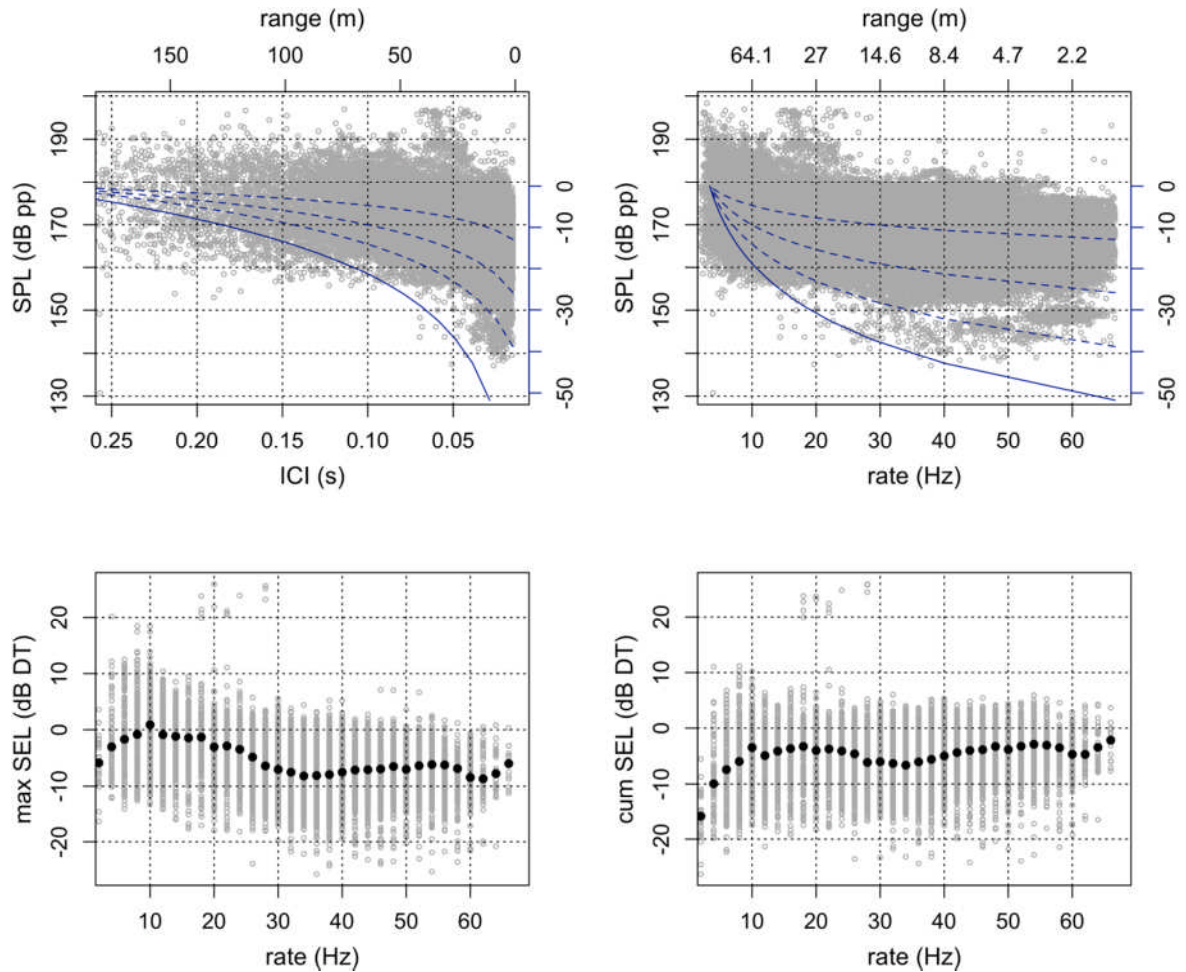 range (m)
150 100 50 0
SPL (dB pp)
190
170
150
130
0
-10
-30
-50
0.25 0.20 0.15 0.10 0.05
ICI (s)
range (m)
64.1 27 14.6 8.4 4.7 2.2
SPL (dB pp)
190
170
150
130
0
-10
-30
-50
10 20 30 40 50 60
rate (Hz)
max SEL (dB DT)
20
10
0
-10
-20
10 20 30 40 50 60
rate (Hz)
cum SEL (dB DT)
20
10
0
-10
-20
10 20 30 40 50 60
rate (Hz)